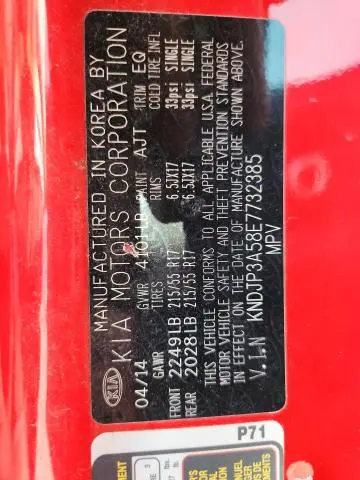 MANUFACTURED IN KOREA BY
KIA KIA MOTORS CORPORATION
04/14 GVWR 4101LB PAINT AJT TRIM EQ
GAWR TIRES RIMS COLD TIRE INFL
FRONT 2249LB 215/55 R17 6.5JX17 33psi SINGLE
REAR 2028LB 215/55 R17 6.5JX17 33psi SINGLE
THIS VEHICLE CONFORMS TO ALL APPLICABLE U.S.A. FEDERAL
MOTOR VEHICLE SAFETY AND THEFT PREVENTION STANDARDS
IN EFFECT ON THE DATE OF MANUFACTURE SHOWN ABOVE.
V.I.N KNDJP3A58E7732985
MPV
P71